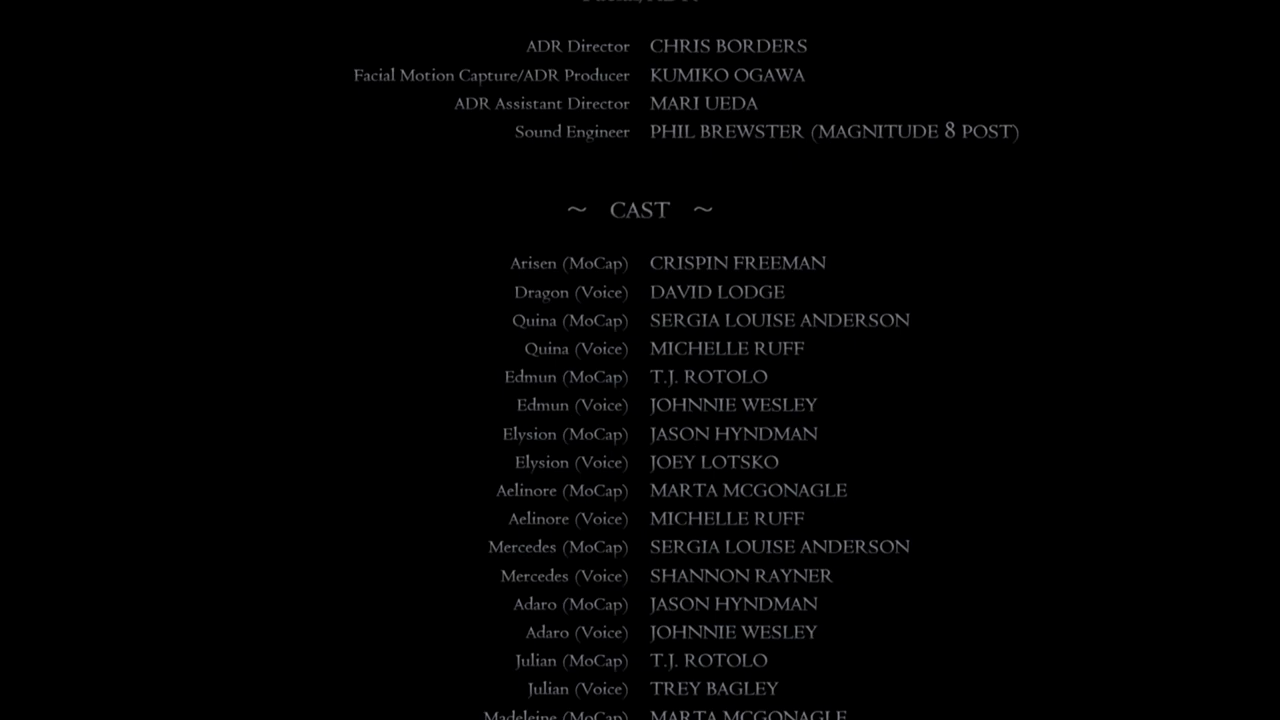 ADR Director CHRIS BORDERS
Facial Motion Capture/ADR Producer KUMIKO OGAWA
ADR Assistant Director MARI UEDA
Sound Engineer PHIL BREWSTER (MAGNITUDE 8 POST)
~ CAST ~
Arisen (MoCap) CRISPIN FREEMAN
Dragon (Voice) DAVID LODGE
Quina (MoCap) SERGIA LOUISE ANDERSON
Quina (Voice) MICHELLE RUFF
Edmun (MoCap) T.J. ROTOLO
Edmun (Voice) JOHNNIE WESLEY
Elysion (MoCap) JASON HYNDMAN
Elysion (Voice) JOEY LOTSKO
Aelinore (MoCap) MARTA MCGONAGLE
Aelinore (Voice) MICHELLE RUFF
Mercedes (MoCap) SERGIA LOUISE ANDERSON
Mercedes (Voice) SHANNON RAYNER
Adaro (MoCap) JASON HYNDMAN
Adaro (Voice) JOHNNIE WESLEY
Julian (MoCap) T.J. ROTOLO
Julian (Voice) TREY BAGLEY
Madeleine (MoCap) MARTA MCGONAGLE